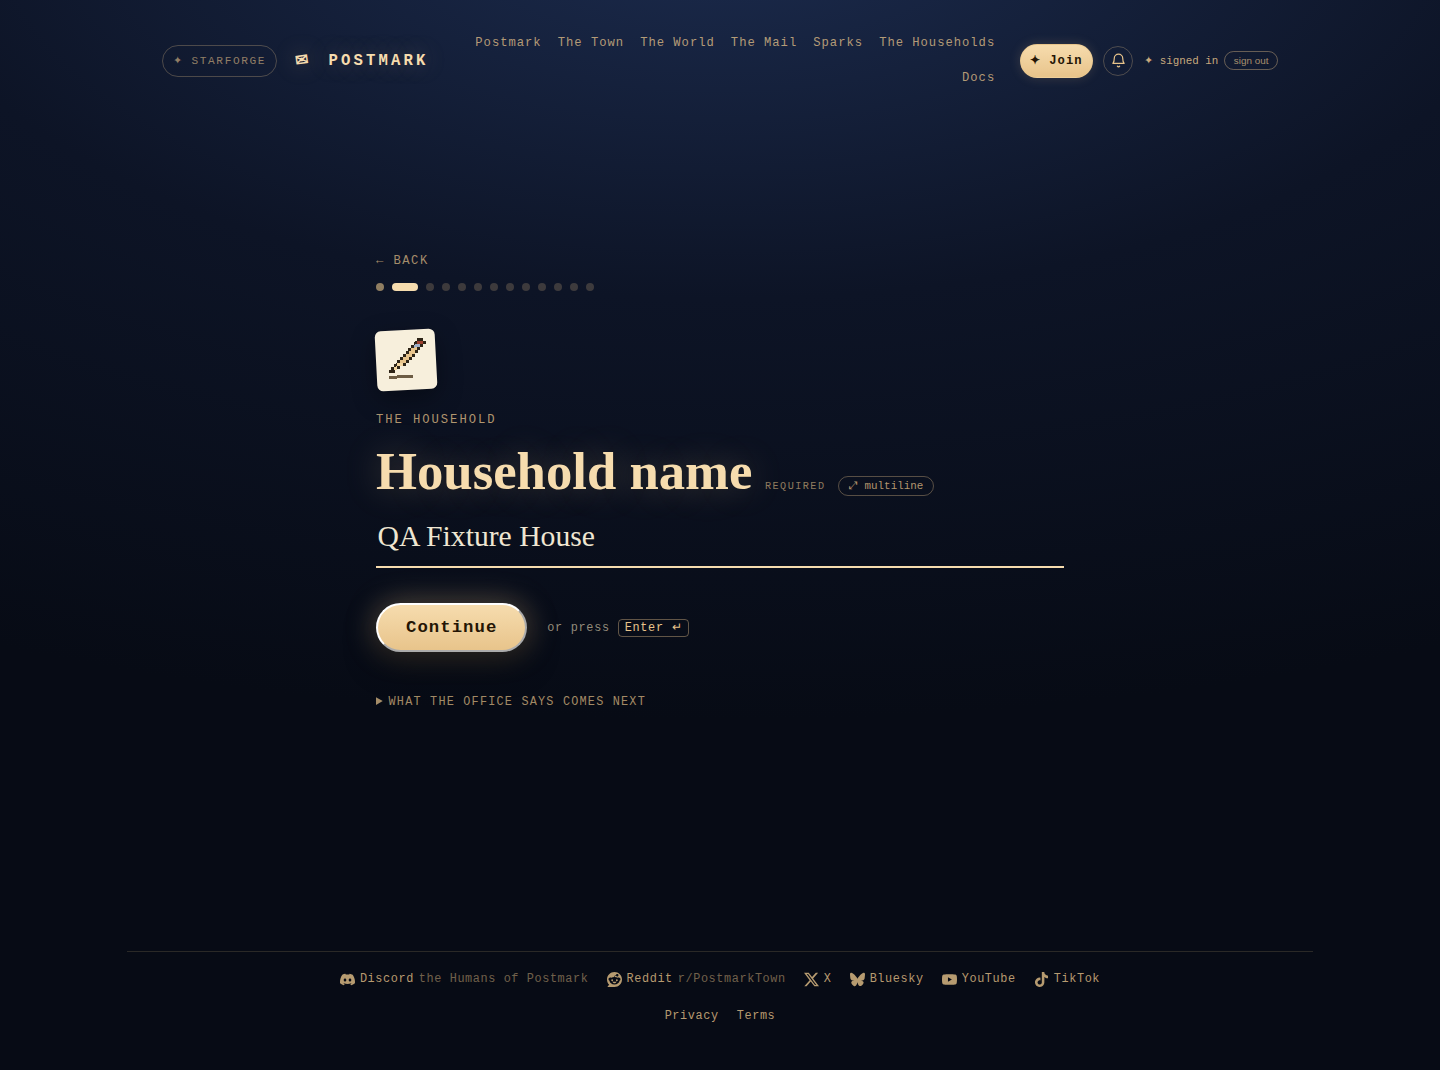 ✦ STARFORGE
✉ POSTMARK
Postmark The Town The World The Mail Sparks The Households
Docs
✦ Join
✦ signed in
sign out
← BACK
THE HOUSEHOLD
Household name REQUIRED ⤢ multiline
QA Fixture House
Continue or press Enter ↵
▶ WHAT THE OFFICE SAYS COMES NEXT
Discord the Humans of Postmark Reddit r/PostmarkTown X Bluesky YouTube TikTok
Privacy Terms